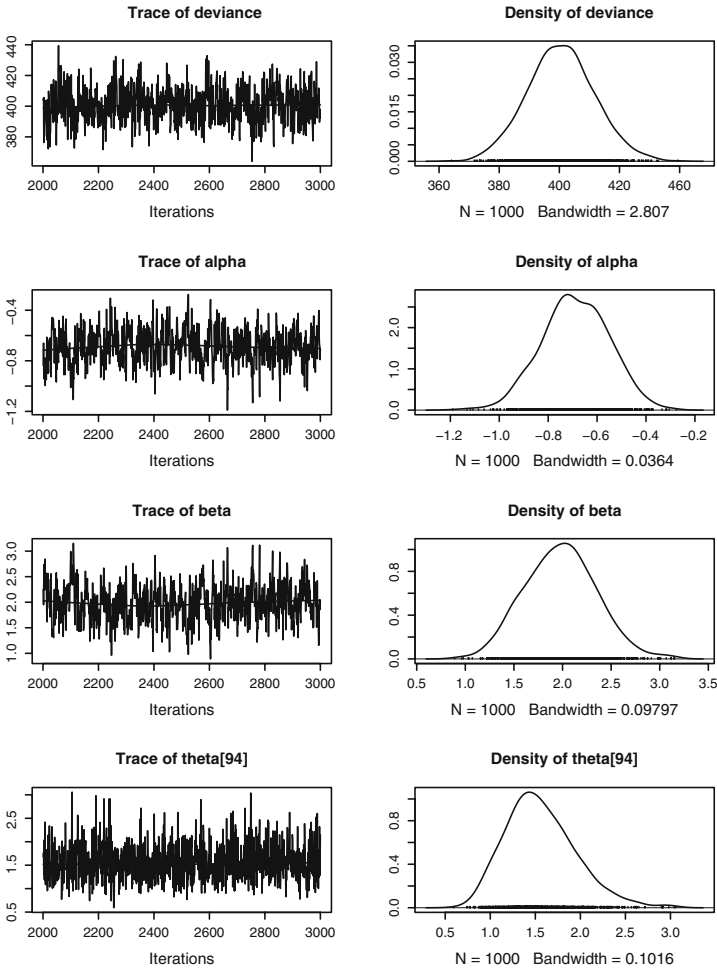 Trace of deviance
380 400 420 440
2000 2200 2400 2600 2800 3000
Iterations
Density of deviance
0.000 0.015 0.030
360 380 400 420 440 460
N = 1000 Bandwidth = 2.807
Trace of alpha
−1.2 −0.8 −0.4
2000 2200 2400 2600 2800 3000
Iterations
Density of alpha
0.0 1.0 2.0
−1.2 −1.0 −0.8 −0.6 −0.4 −0.2
N = 1000 Bandwidth = 0.0364
Trace of beta
1.0 1.5 2.0 2.5 3.0
2000 2200 2400 2600 2800 3000
Iterations
Density of beta
0.0 0.4 0.8
0.5 1.0 1.5 2.0 2.5 3.0 3.5
N = 1000 Bandwidth = 0.09797
Trace of theta[94]
0.5 1.5 2.5
2000 2200 2400 2600 2800 3000
Iterations
Density of theta[94]
0.0 0.4 0.8
0.5 1.0 1.5 2.0 2.5 3.0
N = 1000 Bandwidth = 0.1016